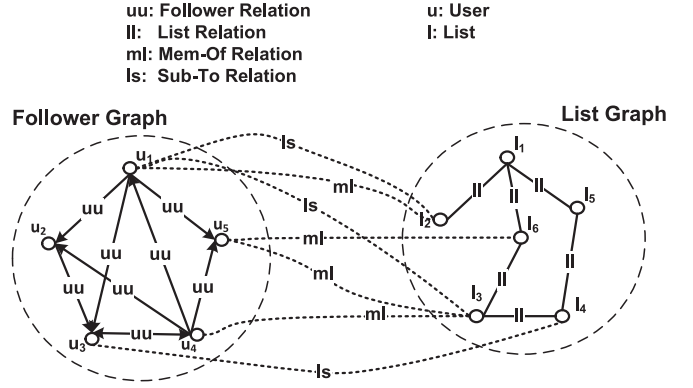 uu: Follower Relation
ll: List Relation
ml: Mem-Of Relation
ls: Sub-To Relation
u: User
l: List
Follower Graph
List Graph
u1
ls
l1
ml
ll
ll
ll
l5
uu
uu
ls
l2
u2
u5
ml
l6
uu
uu
ml
ll
uu
uu
uu
l3
l4
uu
ml
ll
u3
u4
ls